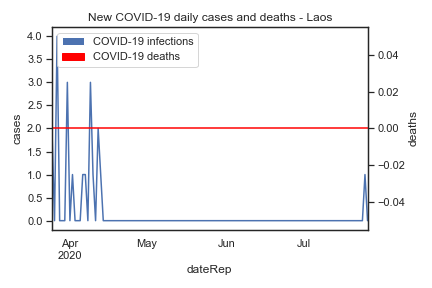 New COVID-19 daily cases and deaths - Laos
COVID-19 infections
COVID-19 deaths
4.0
3.5
3.0
2.5
2.0
1.5
1.0
0.5
0.0
cases
0.04
0.02
0.00
−0.02
−0.04
deaths
Apr
2020
May
Jun
Jul
dateRep